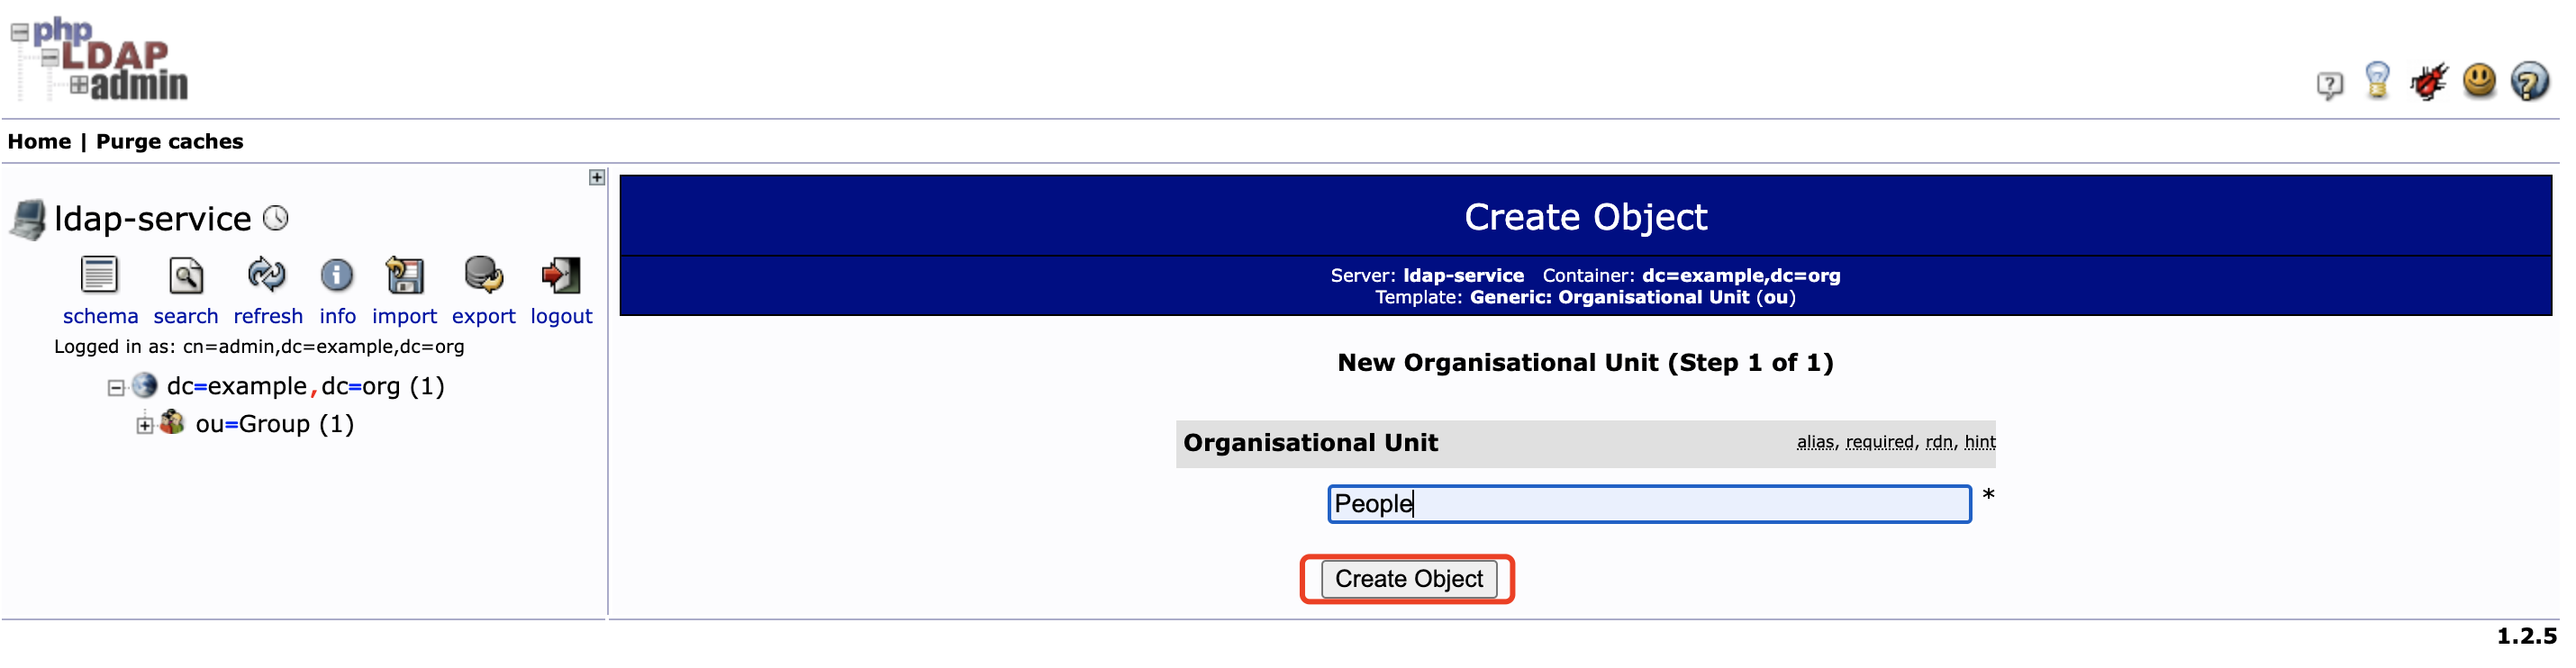 php
LDAP
admin
Home | Purge caches
ldap-service
schema search refresh info import export logout
Logged in as: cn=admin,dc=example,dc=org
dc=example,dc=org (1)
ou=Group (1)
Create Object
Server: ldap-service Container: dc=example,dc=org
Template: Generic: Organisational Unit (ou)
New Organisational Unit (Step 1 of 1)
Organisational Unit alias, required, rdn, hint
People *
Create Object
1.2.5